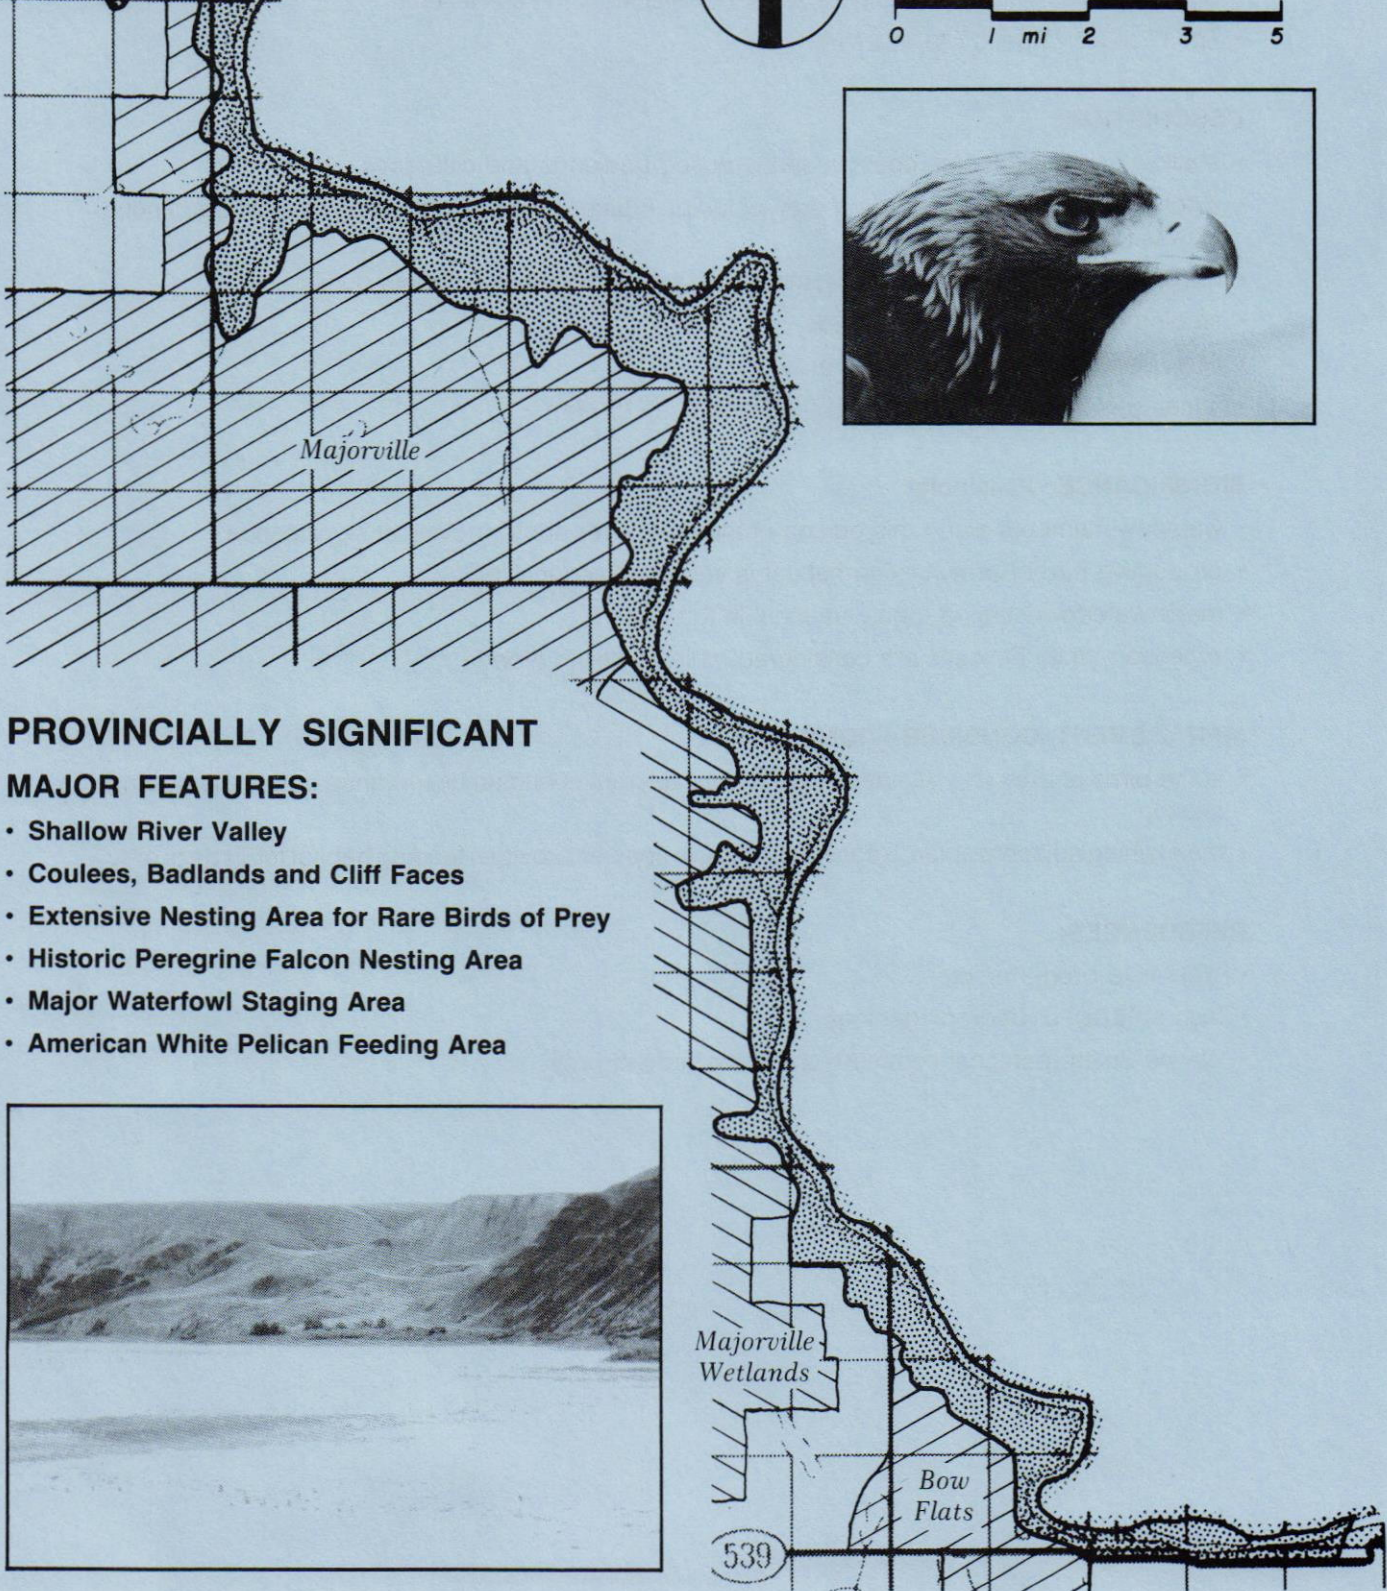 0 1 mi 2 3 5
Majorville
PROVINCIALLY SIGNIFICANT
MAJOR FEATURES:
• Shallow River Valley
• Coulees, Badlands and Cliff Faces
• Extensive Nesting Area for Rare Birds of Prey
• Historic Peregrine Falcon Nesting Area
• Major Waterfowl Staging Area
• American White Pelican Feeding Area
Majorville
Wetlands
Bow
Flats
539